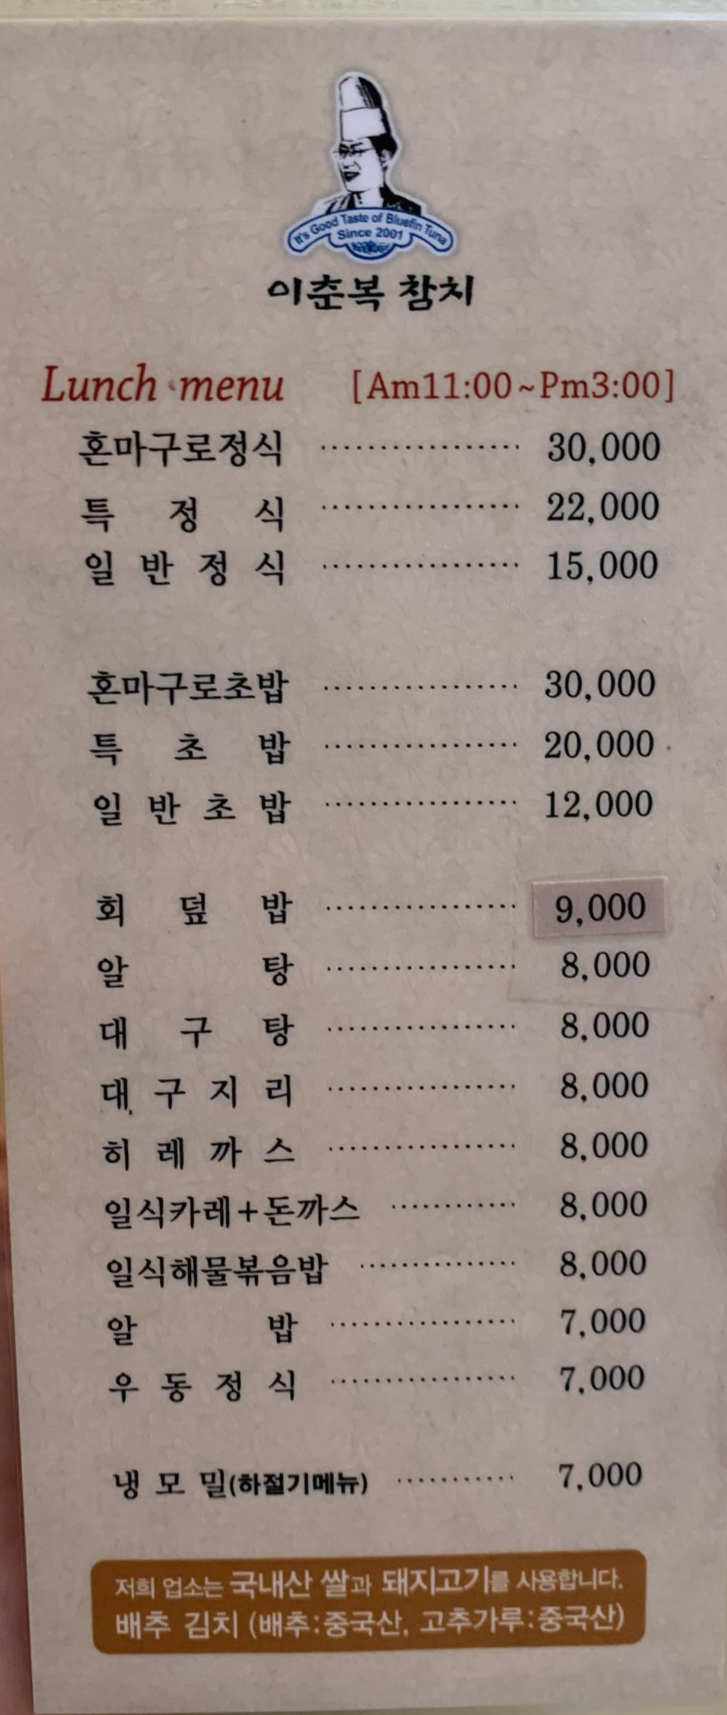 It's Good Taste of Bluefin Tuna
Since 2001
이춘복 참치
Lunch menu [Am11:00~Pm3:00]
혼마구로정식 ················· 30,000
특 정 식 ················· 22,000
일 반 정 식 ················· 15,000
혼마구로초밥 ················· 30,000
특 초 밥 ················· 20,000
일 반 초 밥 ················· 12,000
회 덮 밥 ················· 9,000
알 탕 ················· 8,000
대 구 탕 ················· 8,000
대 구 지 리 ················· 8,000
히 레 까 스 ················· 8,000
일식카레+돈까스 ··········· 8,000
일식해물볶음밥 ·············· 8,000
알 밥 ················· 7,000
우 동 정 식 ················· 7,000
냉 모 밀(하절기메뉴) ··········· 7,000
저희 업소는 국내산 쌀과 돼지고기를 사용합니다.
배추 김치 (배추:중국산, 고추가루:중국산)